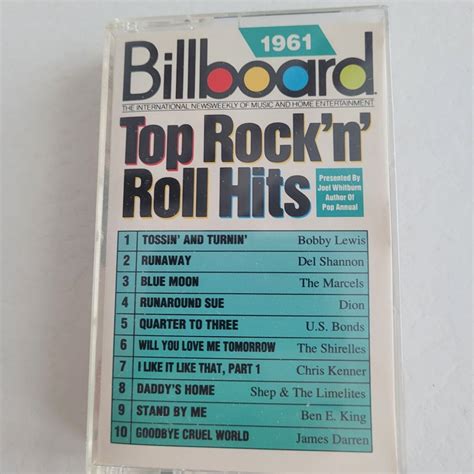 1961
Billboard
THE INTERNATIONAL NEWSWEEKLY OF MUSIC AND HOME ENTERTAINMENT
Top Rock'n'
Roll Hits
Presented By
Joel Whitburn
Author Of
Pop Annual
1 TOSSIN' AND TURNIN' Bobby Lewis
2 RUNAWAY Del Shannon
3 BLUE MOON The Marcels
4 RUNAROUND SUE Dion
5 QUARTER TO THREE U.S. Bonds
6 WILL YOU LOVE ME TOMORROW The Shirelles
7 I LIKE IT LIKE THAT, PART 1 Chris Kenner
8 DADDY'S HOME Shep & The Limelites
9 STAND BY ME Ben E. King
10 GOODBYE CRUEL WORLD James Darren